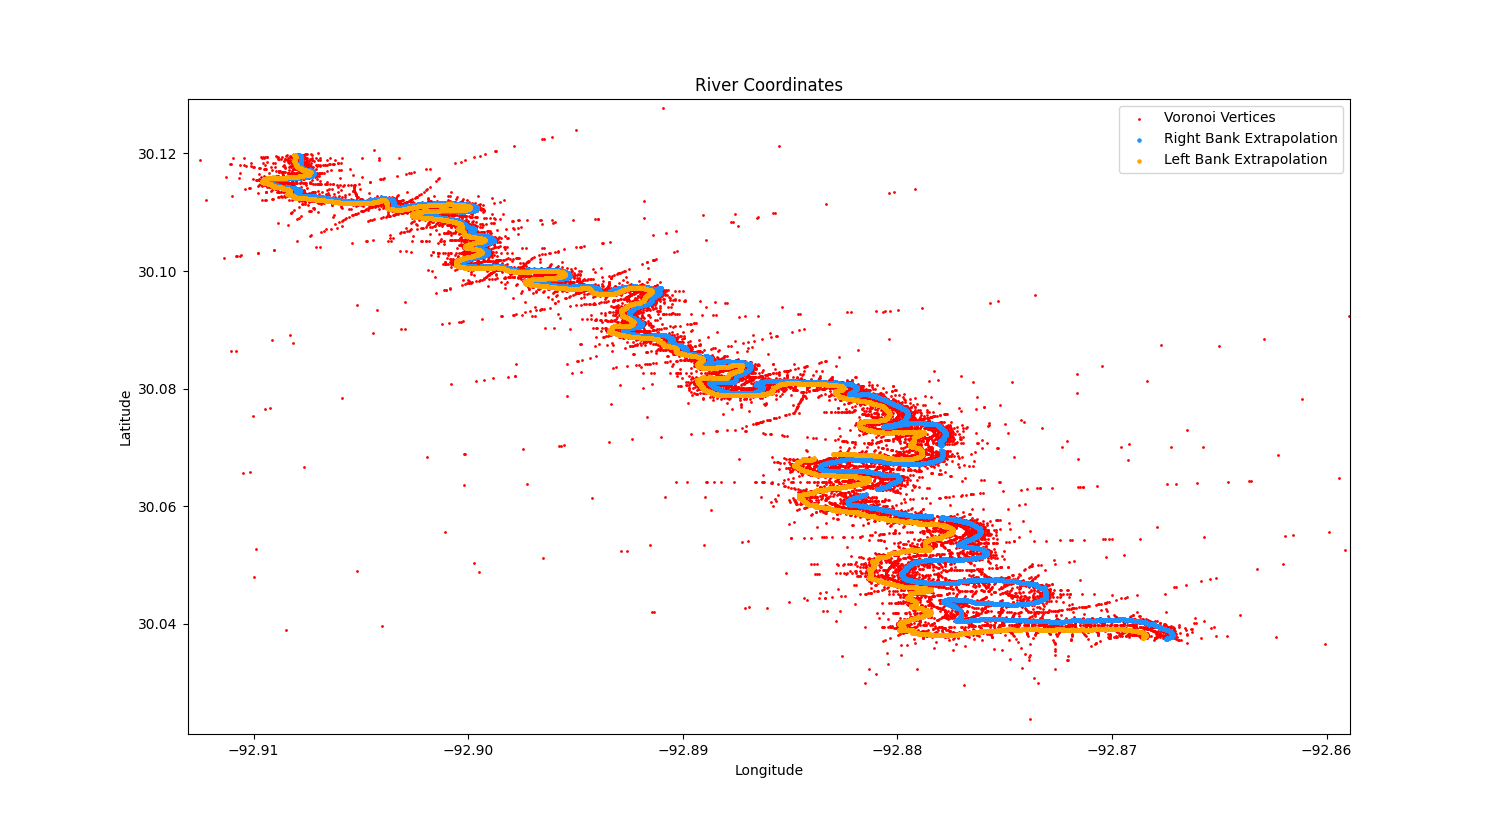 River Coordinates
Voronoi Vertices
Right Bank Extrapolation
Left Bank Extrapolation
30.12
30.10
30.08
30.06
30.04
Latitude
−92.91 −92.90 −92.89 −92.88 −92.87 −92.86
Longitude